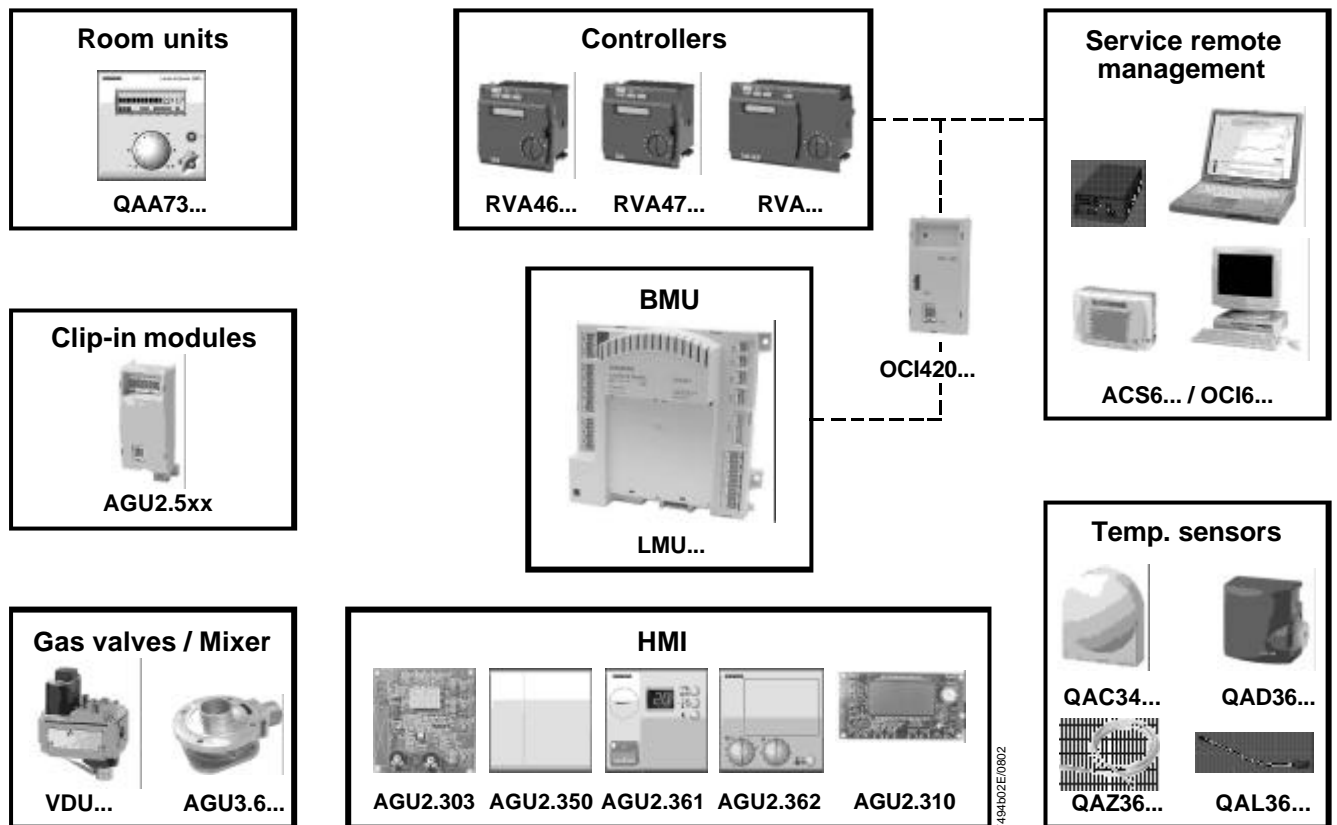 Room units
QAA73...
Controllers
RVA46... RVA47... RVA...
Service remote
management
ACS6... / OCI6...
Clip-in modules
AGU2.5xx
BMU
LMU...
OCI420...
Gas valves / Mixer
VDU... AGU3.6...
HMI
AGU2.303 AGU2.350 AGU2.361 AGU2.362 AGU2.310
494b02E/0802
Temp. sensors
QAC34... QAD36...
QAZ36... QAL36...